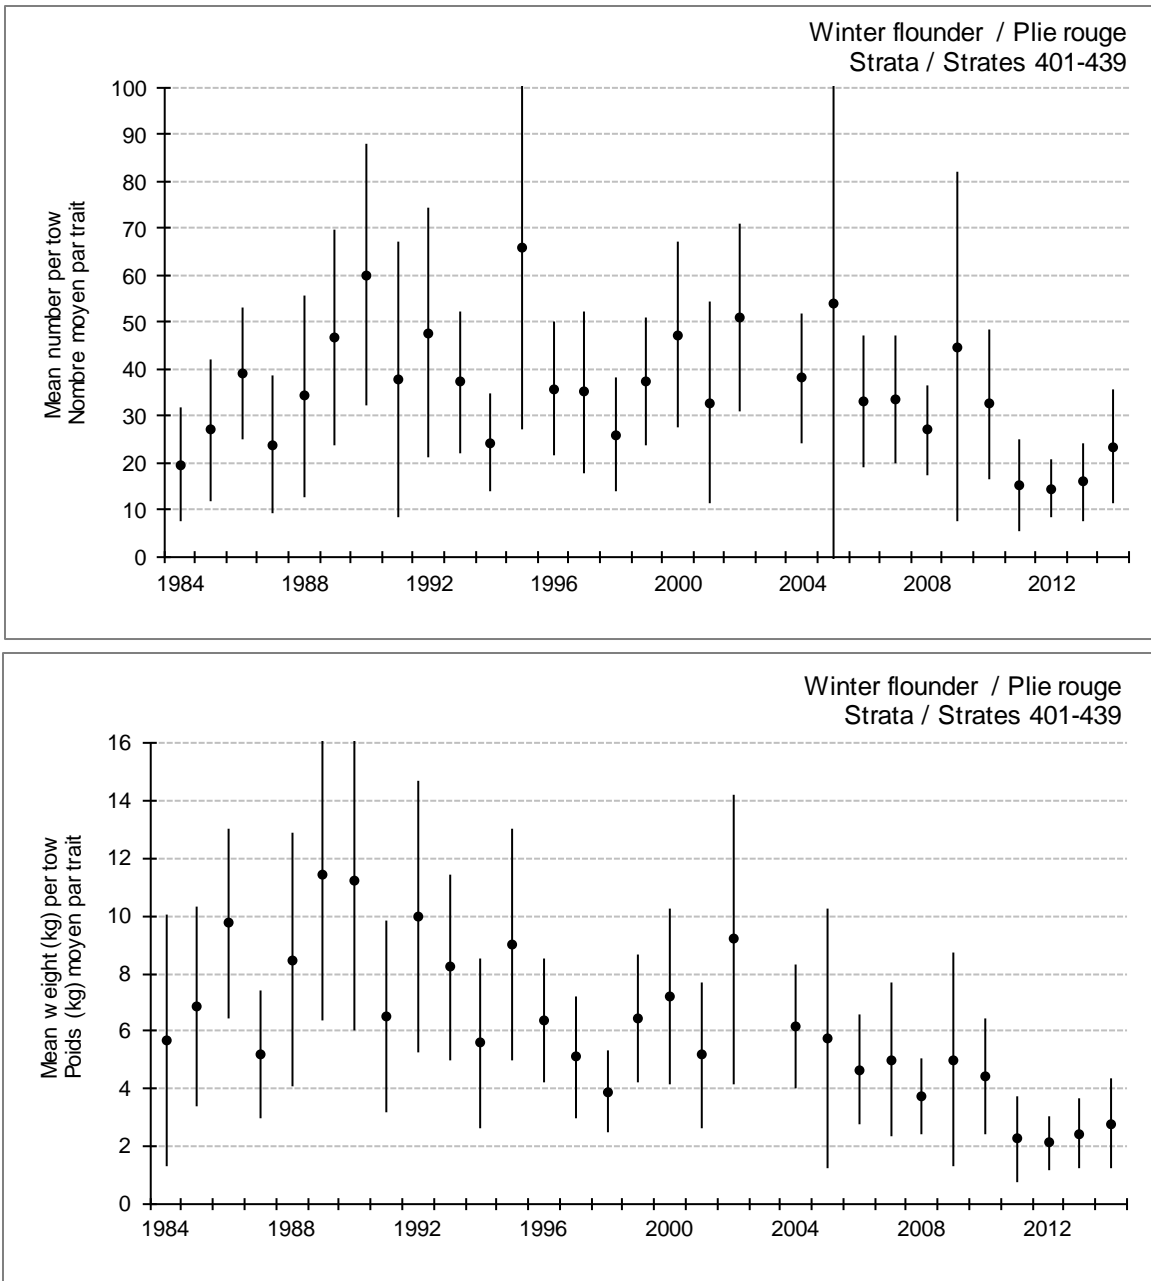 Winter flounder / Plie rouge
Strata / Strates 401-439
Mean number per tow
Nombre moyen par trait
100
90
80
70
60
50
40
30
20
10
0
1984 1988 1992 1996 2000 2004 2008 2012
Winter flounder / Plie rouge
Strata / Strates 401-439
Mean weight (kg) per tow
Poids (kg) moyen par trait
16
14
12
10
8
6
4
2
0
1984 1988 1992 1996 2000 2004 2008 2012